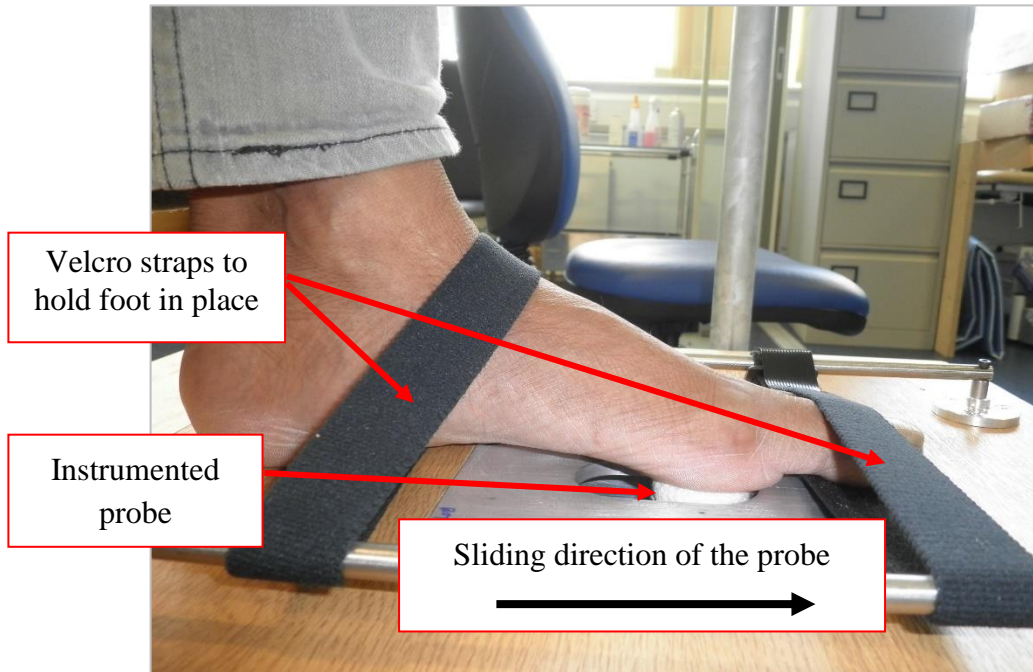 Velcro straps to
hold foot in place
Instrumented
probe
Sliding direction of the probe